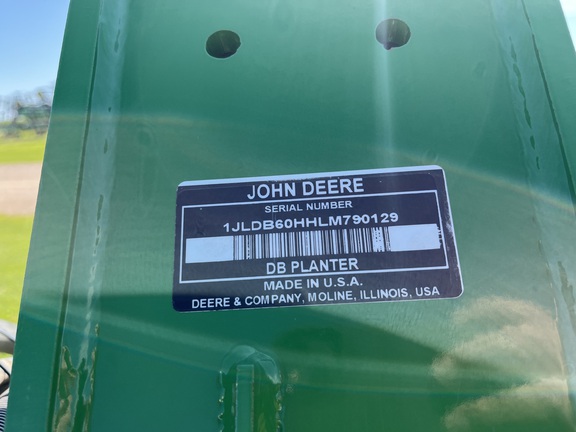 JOHN DEERE
SERIAL NUMBER
1JLDB60HHLM790129
DB PLANTER
MADE IN U.S.A.
DEERE & COMPANY, MOLINE, ILLINOIS, USA